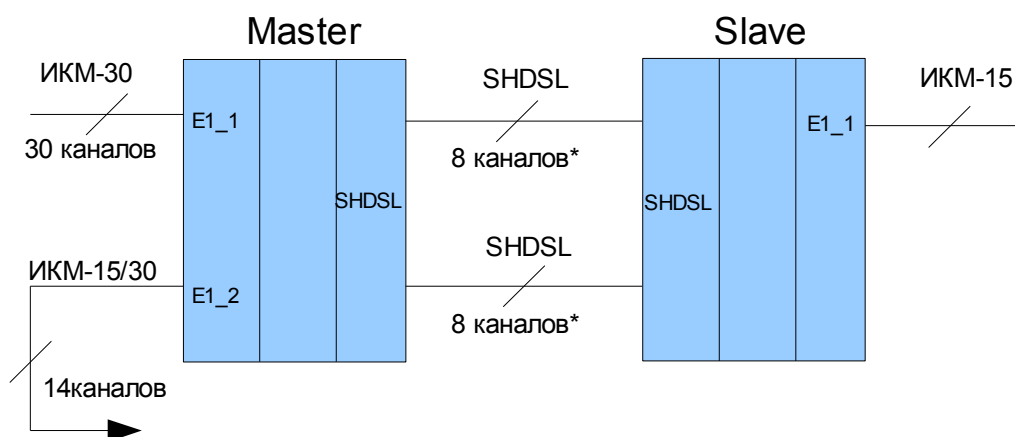 Master
Slave
ИКМ-30
SHDSL
ИКМ-15
E1_1
E1_1
30 каналов
8 каналов*
SHDSL
SHDSL
SHDSL
ИКМ-15/30
E1_2
8 каналов*
14каналов